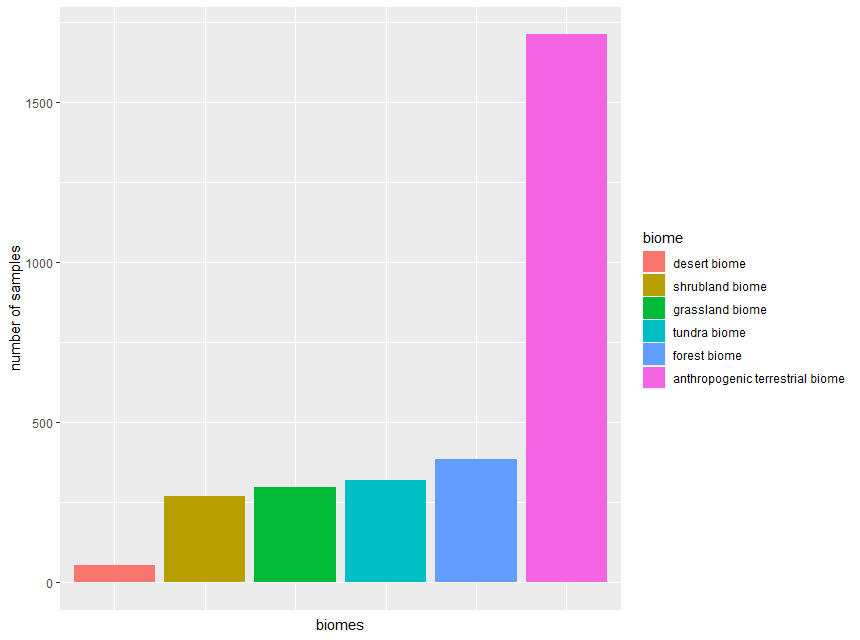 1500
1000
500
0
number of samples
biomes
biome
desert biome
shrubland biome
grassland biome
tundra biome
forest biome
anthropogenic terrestrial biome